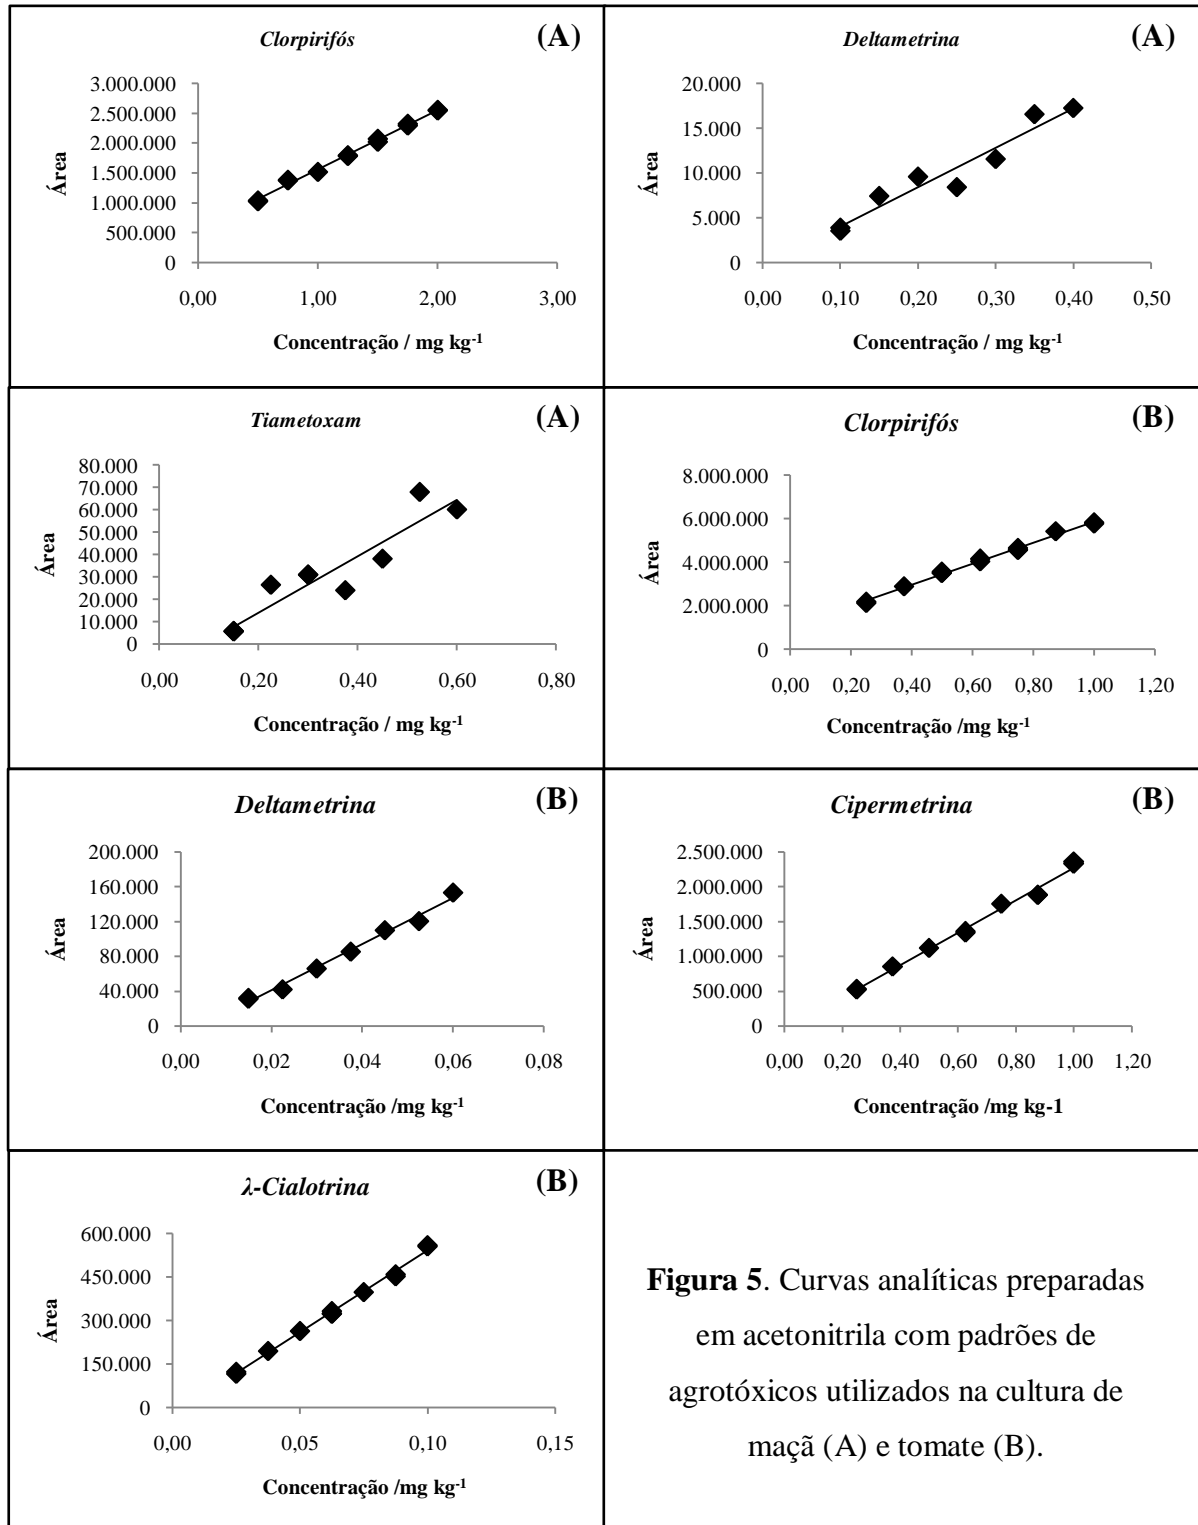 Clorpirifós (A)
3.000.000
2.500.000
2.000.000
1.500.000
1.000.000
500.000
0
Área
0,00 1,00 2,00 3,00
Concentração / mg kg-1
Deltametrina (A)
20.000
15.000
10.000
5.000
0
Área
0,00 0,10 0,20 0,30 0,40 0,50
Concentração / mg kg-1
Tiametoxam (A)
80.000
70.000
60.000
50.000
40.000
30.000
20.000
10.000
0
Área
0,00 0,20 0,40 0,60 0,80
Concentração / mg kg-1
Clorpirifós (B)
8.000.000
6.000.000
4.000.000
2.000.000
0
Área
0,00 0,20 0,40 0,60 0,80 1,00 1,20
Concentração /mg kg-1
Deltametrina (B)
200.000
160.000
120.000
80.000
40.000
0
Área
0,00 0,02 0,04 0,06 0,08
Concentração /mg kg-1
Cipermetrina (B)
2.500.000
2.000.000
1.500.000
1.000.000
500.000
0
Área
0,00 0,20 0,40 0,60 0,80 1,00 1,20
Concentração /mg kg-1
λ-Cialotrina (B)
600.000
450.000
300.000
150.000
0
Área
0,00 0,05 0,10 0,15
Concentração /mg kg-1
Figura 5. Curvas analíticas preparadas
em acetonitrila com padrões de
agrotóxicos utilizados na cultura de
maçã (A) e tomate (B).